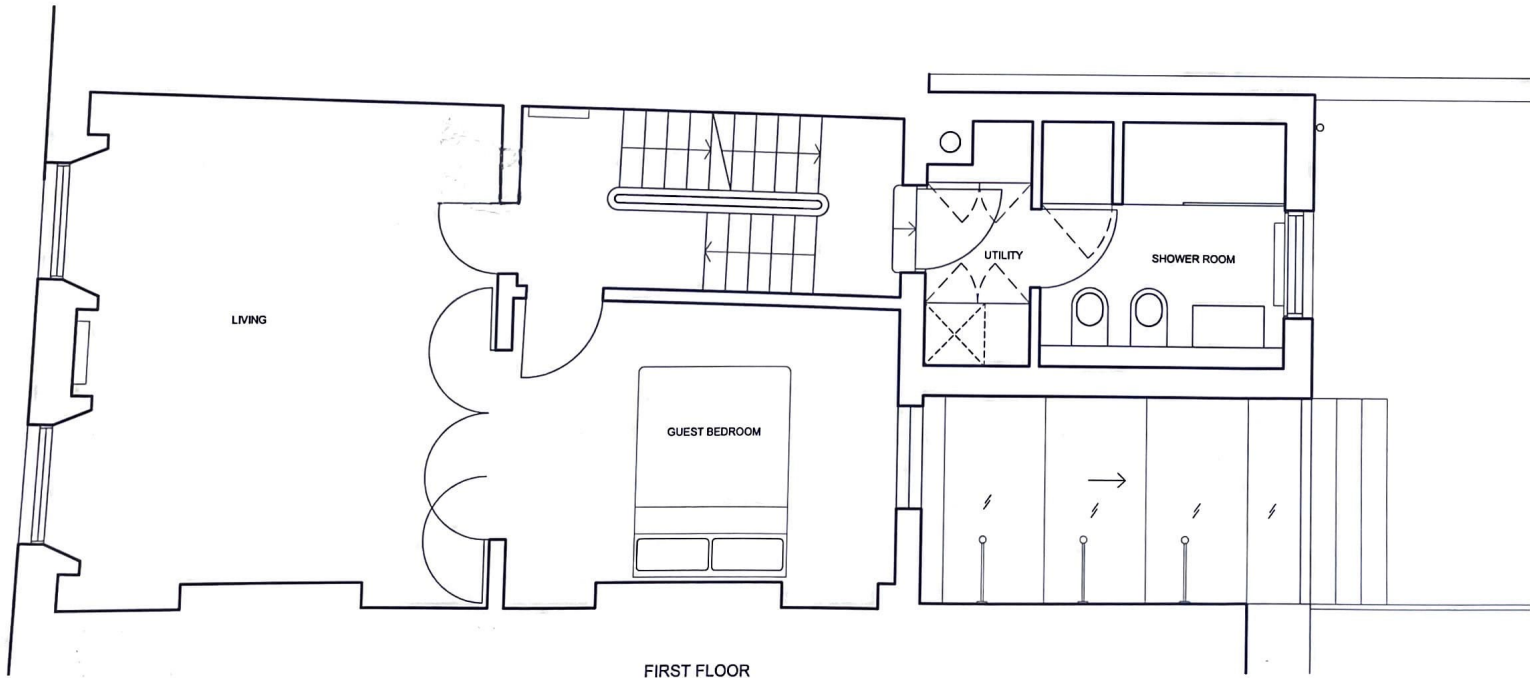 UTILITY
SHOWER ROOM
LIVING
GUEST BEDROOM
FIRST FLOOR